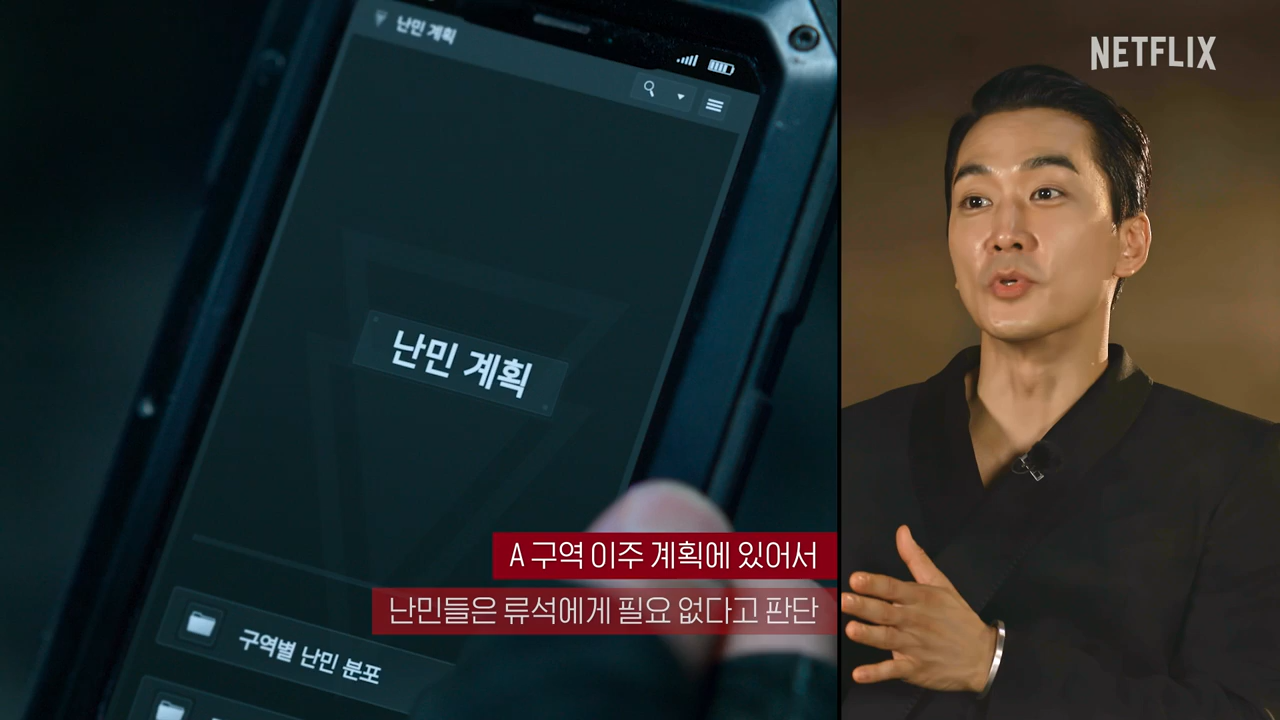 난민 계획
NETFLIX
난민 계획
A 구역 이주 계획에 있어서
난민들은 류석에게 필요 없다고 판단
구역별 난민 분포